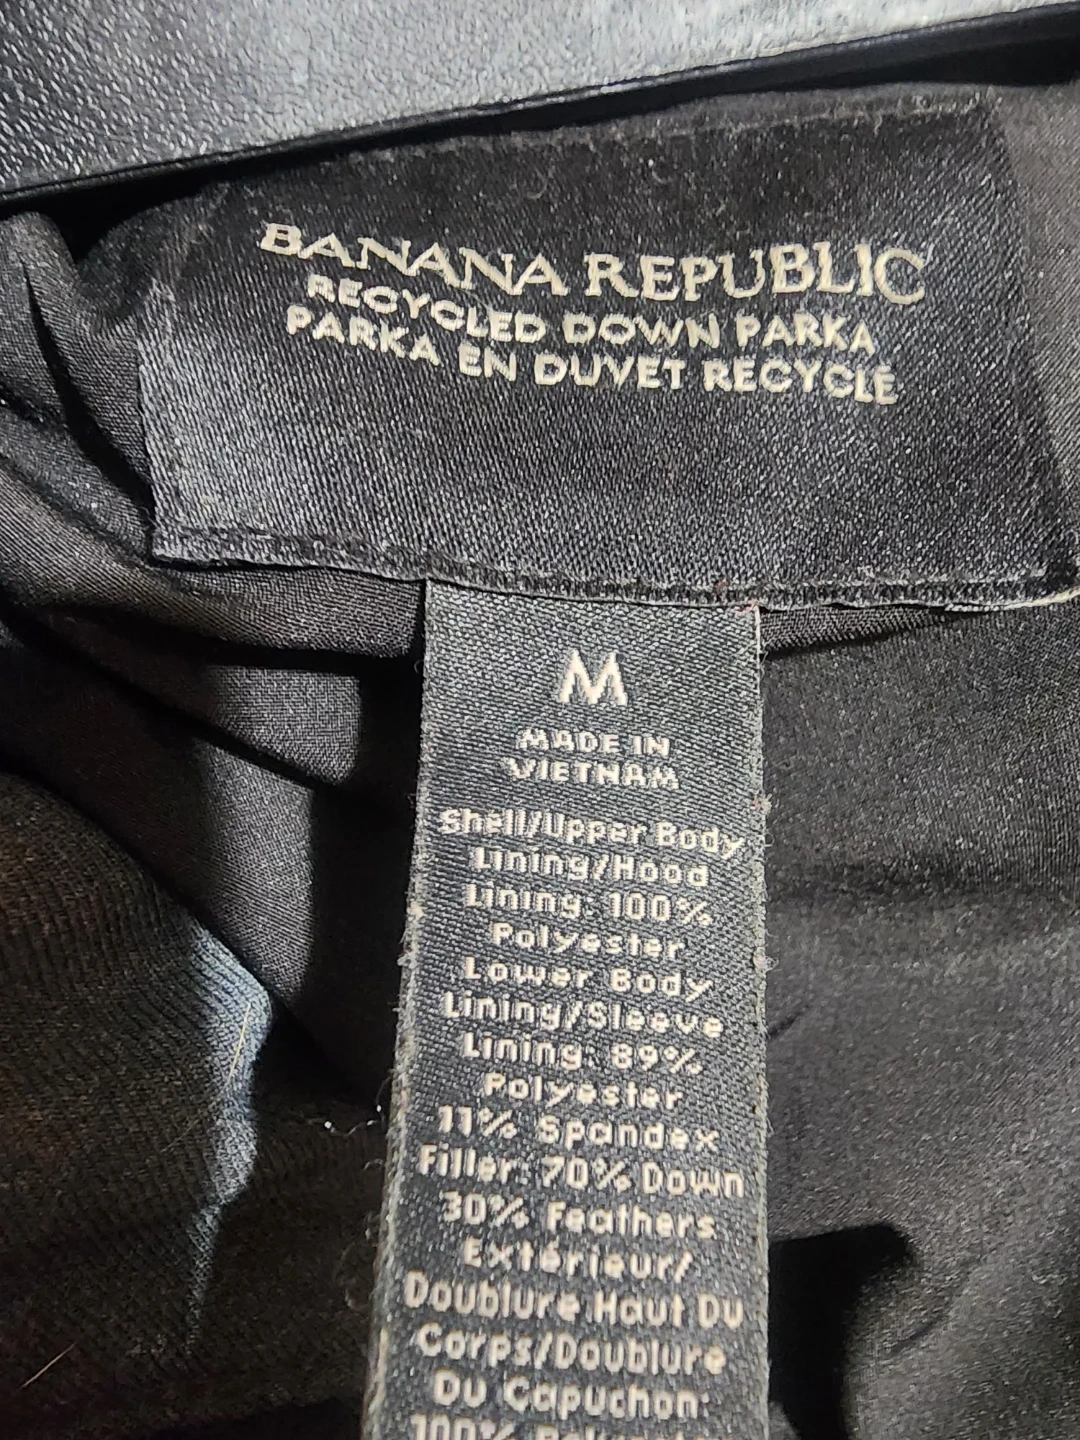 BANANA REPUBLIC
RECYCLED DOWN PARKA
PARKA EN DUVET RECYCLÉ
M
MADE IN
VIETNAM
Shell/Upper Body
Lining/Hood
Lining: 100%
Polyester
Lower Body
Lining/Sleeve
Lining: 89%
Polyester
11% Spandex
Filler: 70% Down
30% Feathers
Extérieur/
Doublure Haut Du
Corps/Doublure
Du Capuchon:
100%